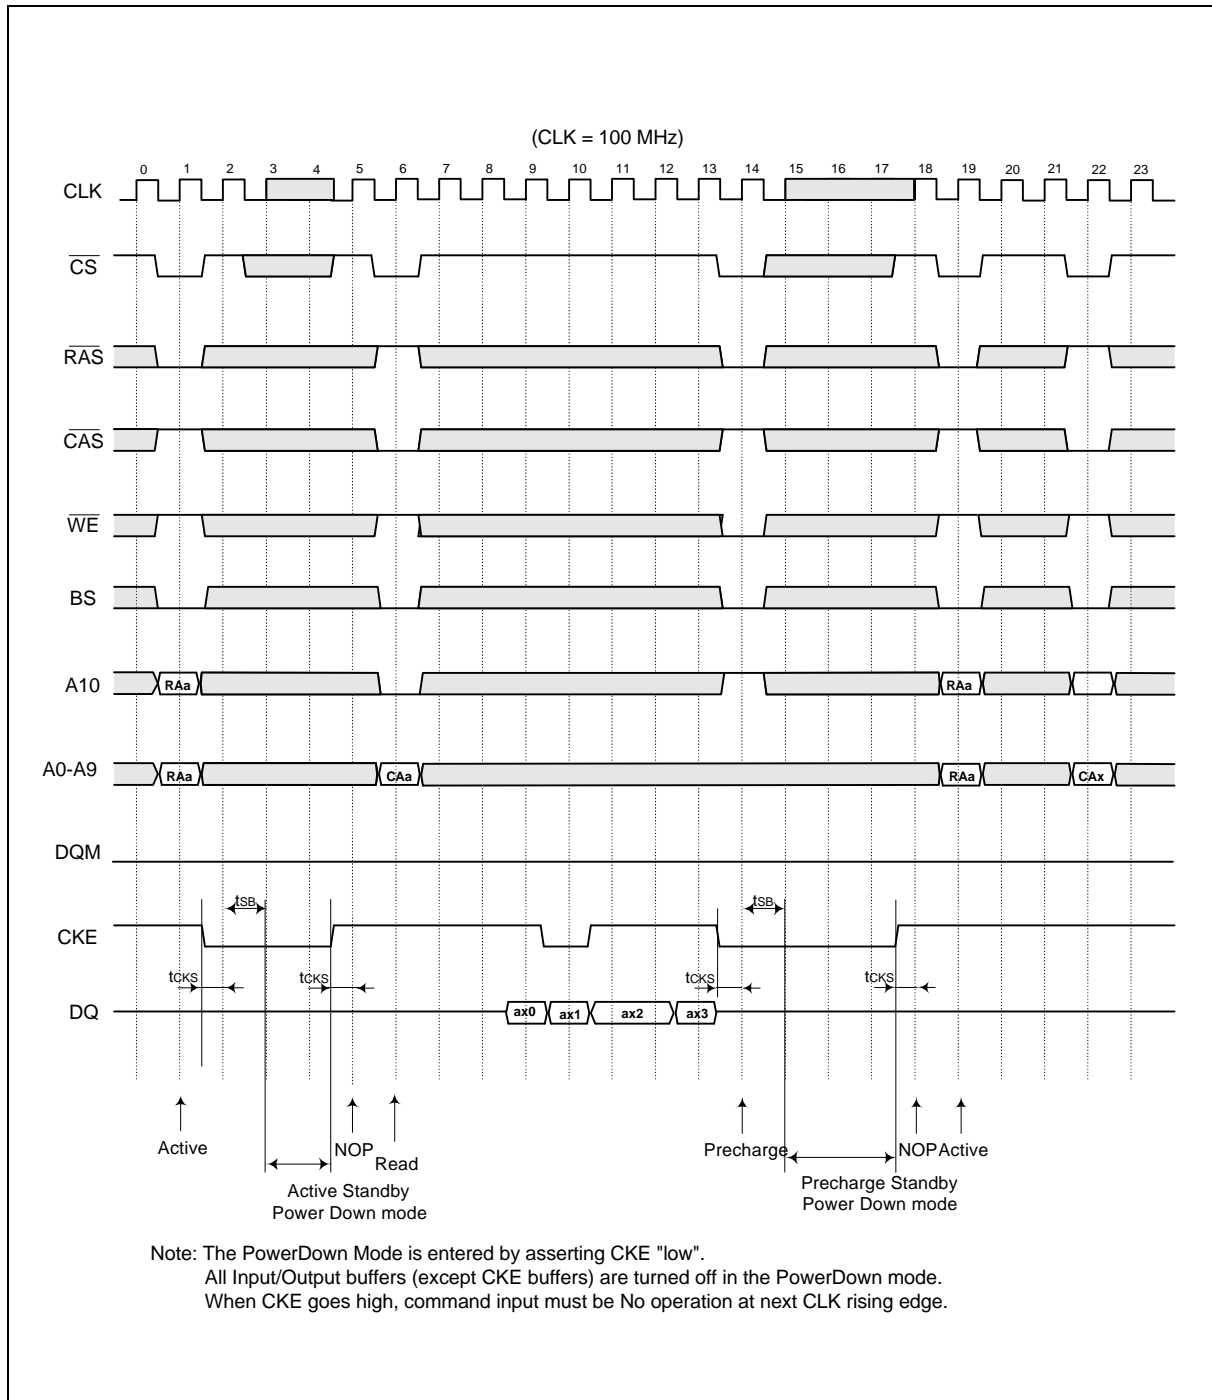 (CLK = 100 MHz)
0 1 2 3 4 5 6 7 8 9 10 11 12 13 14 15 16 17 18 19 20 21 22 23
CLK
CS
RAS
CAS
WE
BS
A10 RAa RAa
A0-A9 RAa CAa RAa CAx
DQM
tSB tSB
CKE
tCKS tCKS tCKS tCKS
DQ ax0 ax1 ax2 ax3
Active NOP Read Precharge NOP Active
Active Standby
Power Down mode
Precharge Standby
Power Down mode
Note: The PowerDown Mode is entered by asserting CKE "low".
All Input/Output buffers (except CKE buffers) are turned off in the PowerDown mode.
When CKE goes high, command input must be No operation at next CLK rising edge.